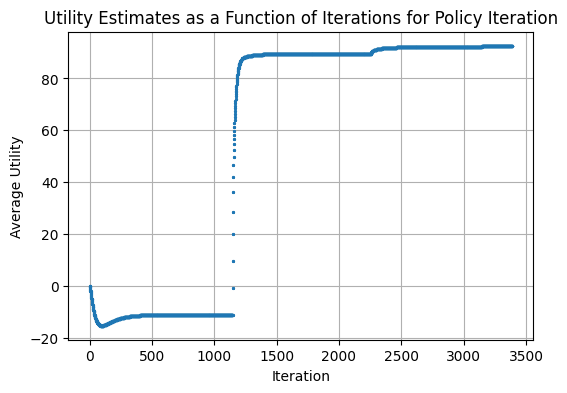 Utility Estimates as a Function of Iterations for Policy Iteration
Average Utility
80
60
40
20
0
−20
0 500 1000 1500 2000 2500 3000 3500
Iteration